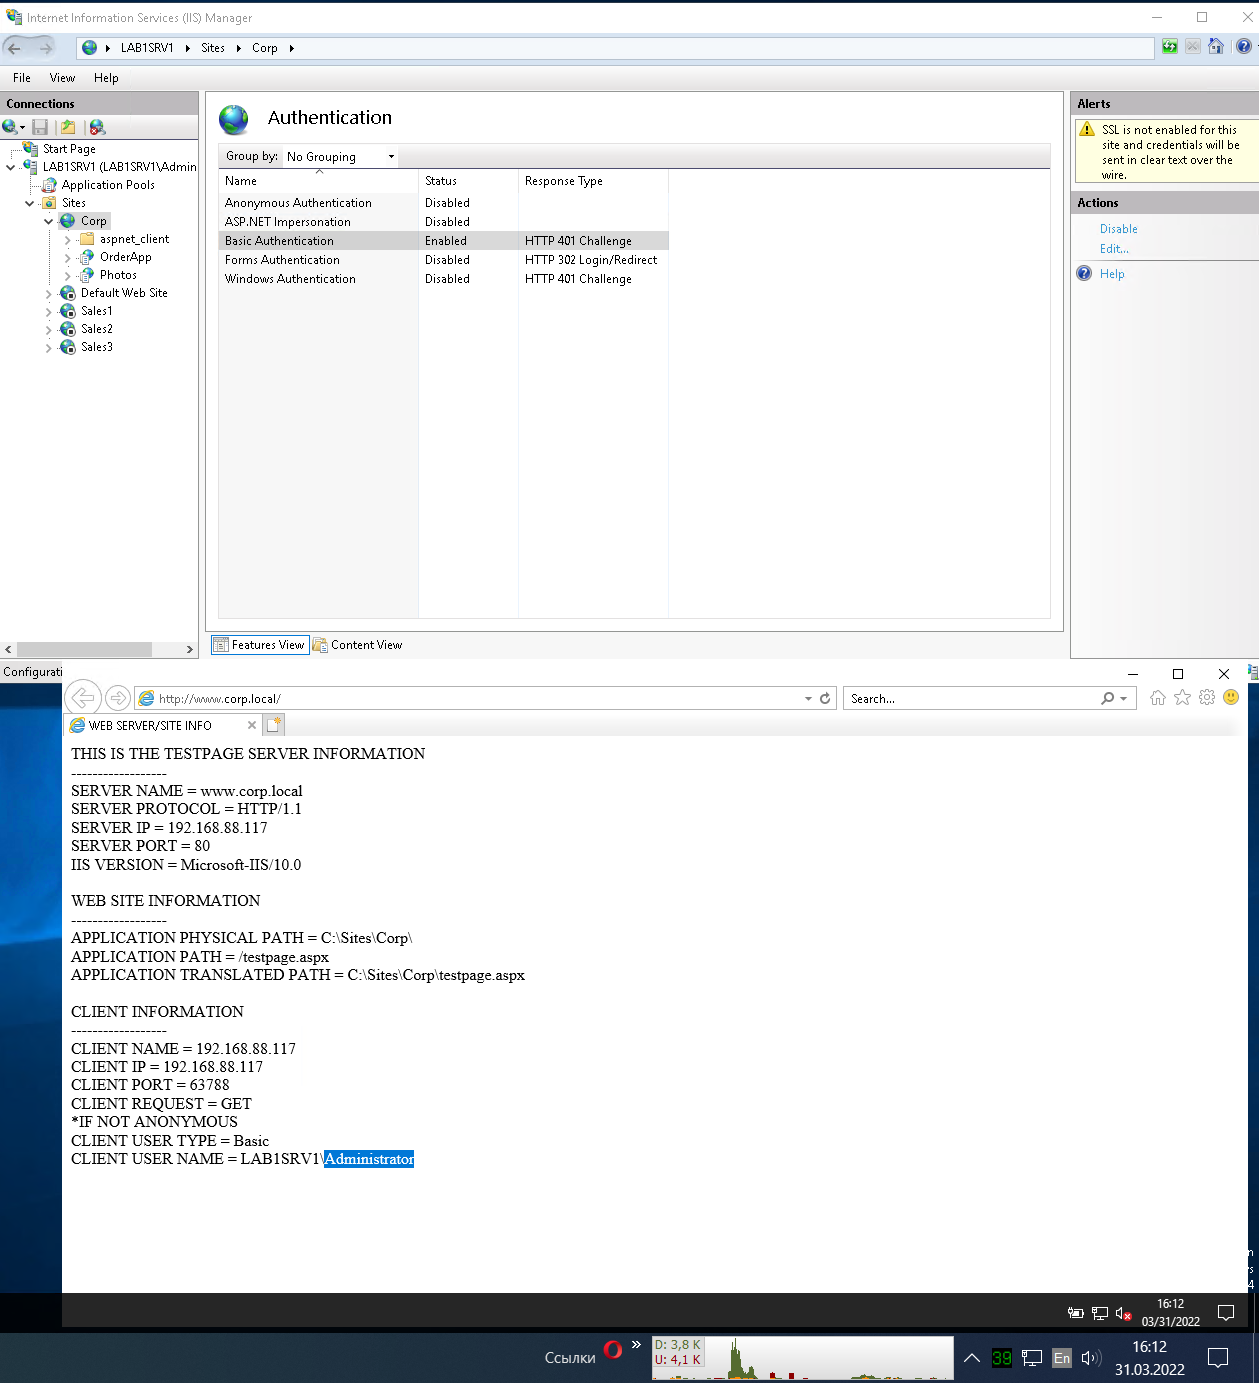 Internet Information Services (IIS) Manager
LAB1SRV1 Sites Corp
File View Help
Connections
Start Page
LAB1SRV1 (LAB1SRV1\Admin
Application Pools
Sites
Corp
aspnet_client
OrderApp
Photos
Default Web Site
Sales1
Sales2
Sales3
Authentication
Group by: No Grouping
Name Status Response Type
Anonymous Authentication Disabled
ASP.NET Impersonation Disabled
Basic Authentication Enabled HTTP 401 Challenge
Forms Authentication Disabled HTTP 302 Login/Redirect
Windows Authentication Disabled HTTP 401 Challenge
Features View Content View
Alerts
SSL is not enabled for this
site and credentials will be
sent in clear text over the
wire.
Actions
Disable
Edit...
Help
Configurati
http://www.corp.local/
Search...
WEB SERVER/SITE INFO
THIS IS THE TESTPAGE SERVER INFORMATION
------------------
SERVER NAME = www.corp.local
SERVER PROTOCOL = HTTP/1.1
SERVER IP = 192.168.88.117
SERVER PORT = 80
IIS VERSION = Microsoft-IIS/10.0
WEB SITE INFORMATION
------------------
APPLICATION PHYSICAL PATH = C:\Sites\Corp\
APPLICATION PATH = /testpage.aspx
APPLICATION TRANSLATED PATH = C:\Sites\Corp\testpage.aspx
CLIENT INFORMATION
------------------
CLIENT NAME = 192.168.88.117
CLIENT IP = 192.168.88.117
CLIENT PORT = 63788
CLIENT REQUEST = GET
*IF NOT ANONYMOUS
CLIENT USER TYPE = Basic
CLIENT USER NAME = LAB1SRV1\Administrator
16:12
03/31/2022
Ссылки »
D: 3,8 K
U: 4,1 K
39
En
16:12
31.03.2022